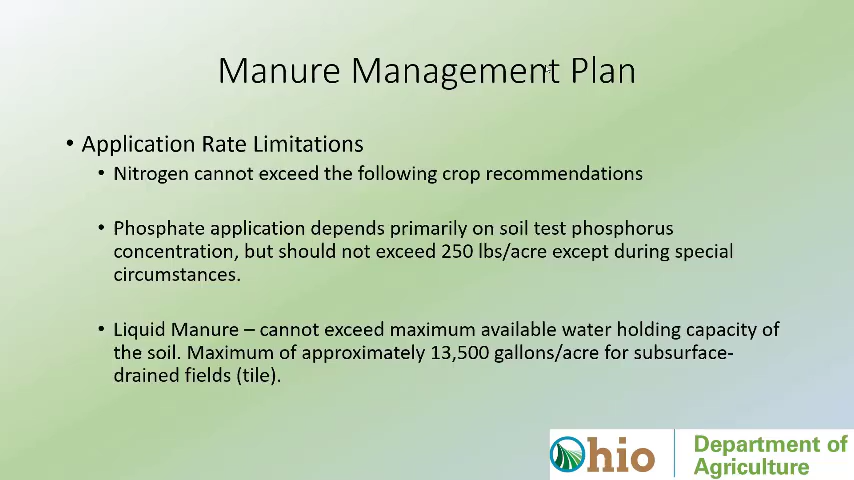 Manure Management Plan
• Application Rate Limitations
• Nitrogen cannot exceed the following crop recommendations
• Phosphate application depends primarily on soil test phosphorus
concentration, but should not exceed 250 lbs/acre except during special
circumstances.
• Liquid Manure – cannot exceed maximum available water holding capacity of
the soil. Maximum of approximately 13,500 gallons/acre for subsurface-
drained fields (tile).
Ohio
Department of
Agriculture